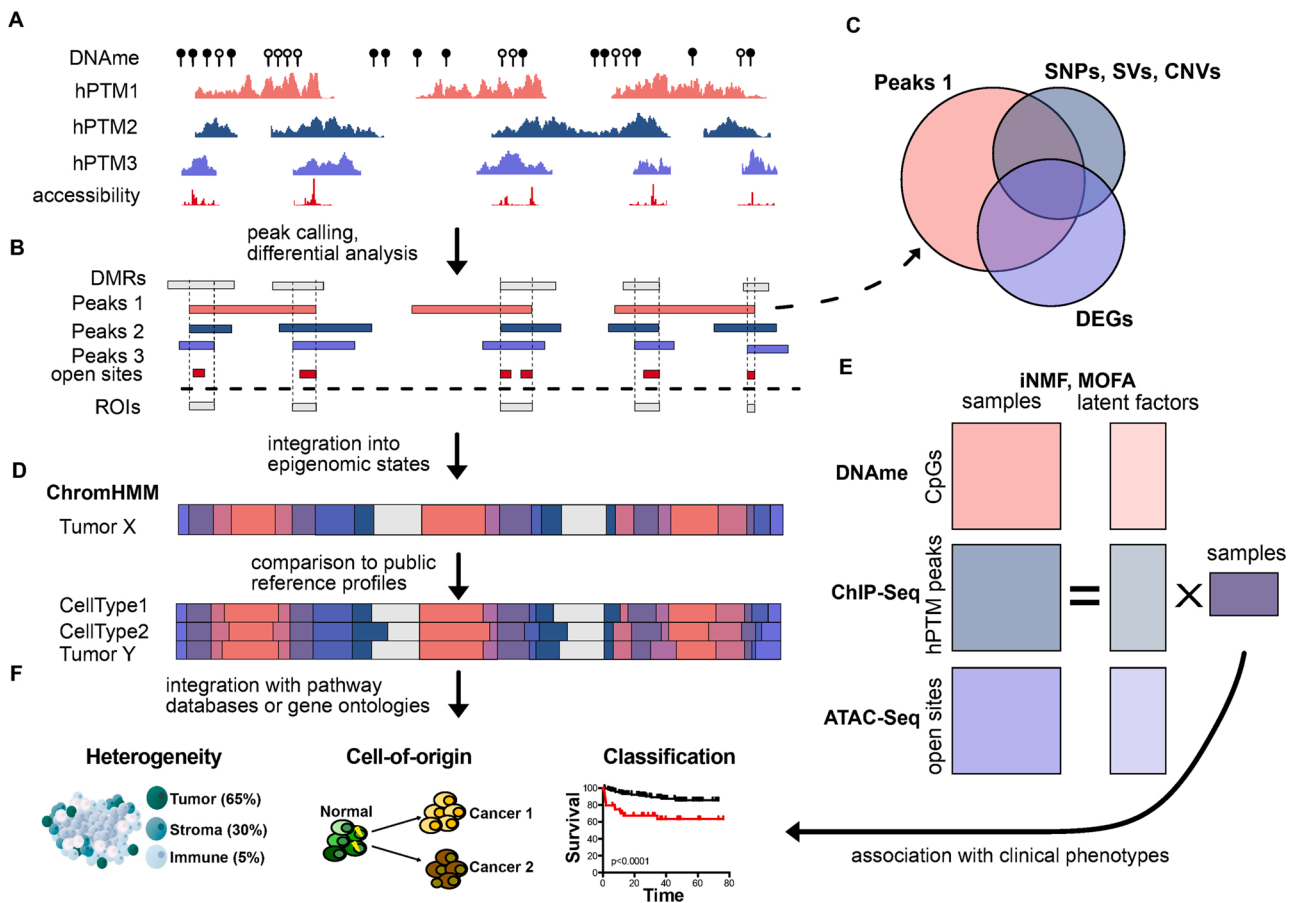 A
DNAme
hPTM1
hPTM2
hPTM3
accessibility
peak calling,
differential analysis
B
DMRs
Peaks 1
Peaks 2
Peaks 3
open sites
ROIs
integration into
epigenomic states
C
Peaks 1
SNPs, SVs, CNVs
DEGs
D
ChromHMM
Tumor X
comparison to public
reference profiles
CellType1
CellType2
Tumor Y
E
iNMF, MOFA
samples
latent factors
DNAme
CpGs
ChIP-Seq
hPTM peaks
=
X
samples
ATAC-Seq
open sites
association with clinical phenotypes
F
integration with pathway
databases or gene ontologies
Heterogeneity
Tumor (65%)
Stroma (30%)
Immune (5%)
Cell-of-origin
Normal
Cancer 1
Cancer 2
Classification
Survival
100
80
60
40
20
0
p<0.0001
0 20 40 60 80
Time